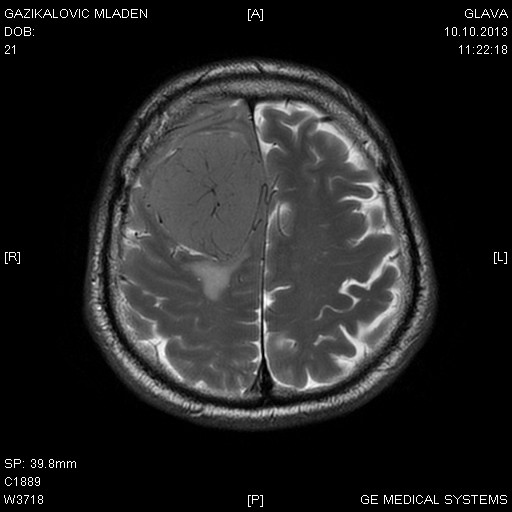 GAZIKALOVIC MLADEN
DOB:
21
[A]
GLAVA
10.10.2013
11:22:18
[R]
[L]
SP: 39.8mm
C1889
W3718
[P]
GE MEDICAL SYSTEMS